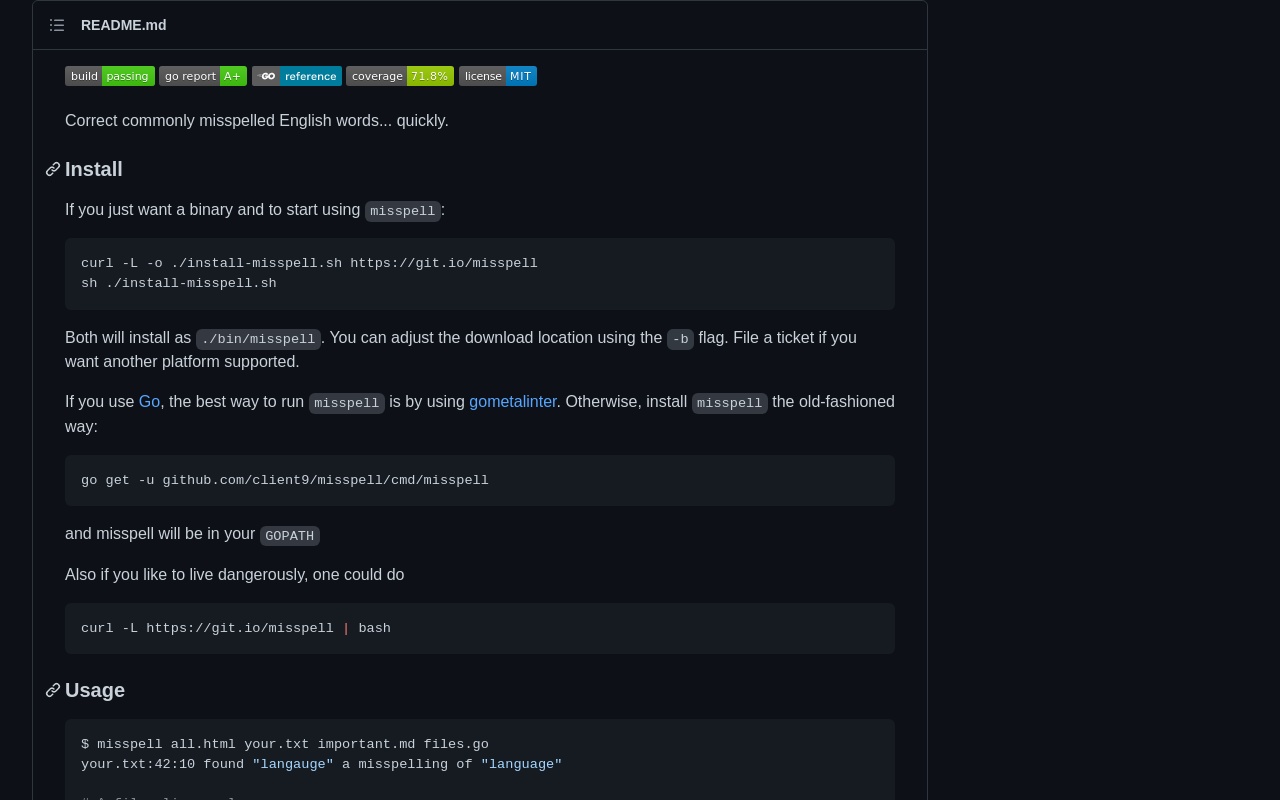 README.md
build passing go report A+ GO reference coverage 71.8% license MIT
Correct commonly misspelled English words... quickly.
Install
If you just want a binary and to start using misspell:
curl -L -o ./install-misspell.sh https://git.io/misspell
sh ./install-misspell.sh
Both will install as ./bin/misspell. You can adjust the download location using the -b flag. File a ticket if you
want another platform supported.
If you use Go, the best way to run misspell is by using gometalinter. Otherwise, install misspell the old-fashioned
way:
go get -u github.com/client9/misspell/cmd/misspell
and misspell will be in your GOPATH
Also if you like to live dangerously, one could do
curl -L https://git.io/misspell | bash
Usage
$ misspell all.html your.txt important.md files.go
your.txt:42:10 found "langauge" a misspelling of "language"